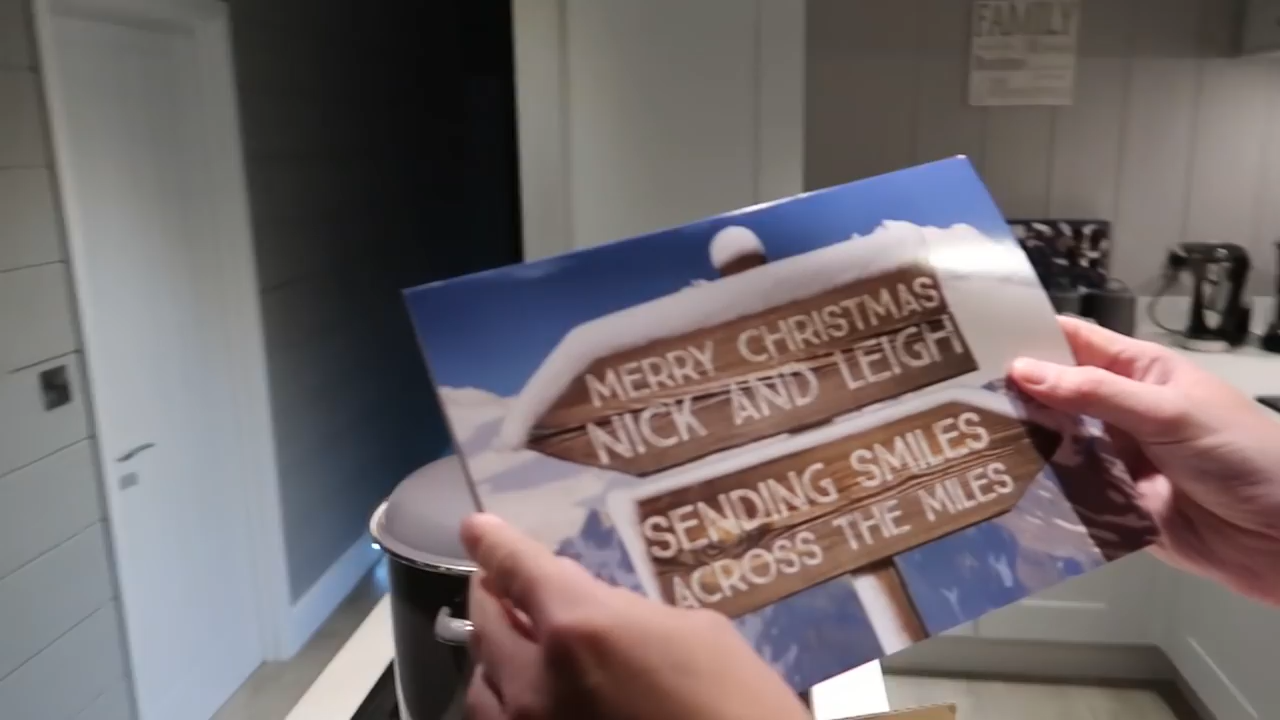 FAMILY
MERRY CHRISTMAS
NICK AND LEIGH
SENDING SMILES
ACROSS THE MILES